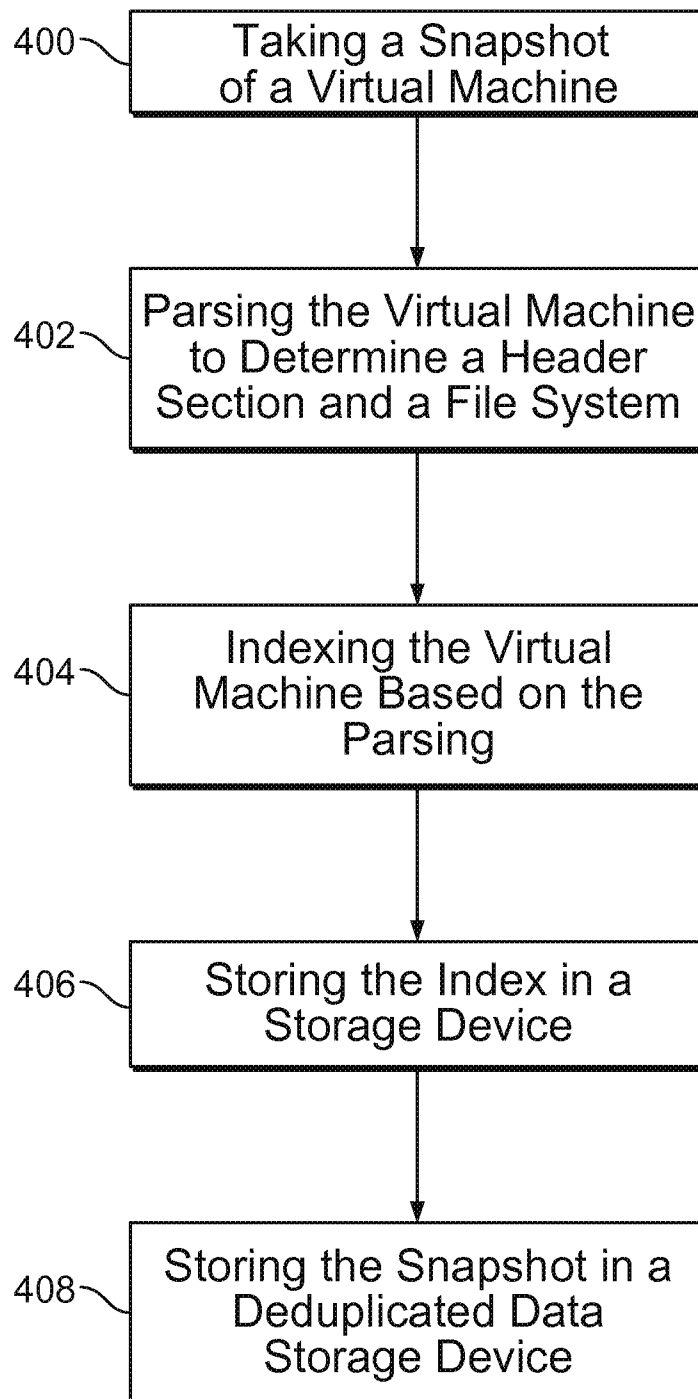 400
Taking a Snapshot
of a Virtual Machine
402
Parsing the Virtual Machine
to Determine a Header
Section and a File System
404
Indexing the Virtual
Machine Based on the
Parsing
406
Storing the Index in a
Storage Device
408
Storing the Snapshot in a
Deduplicated Data
Storage Device